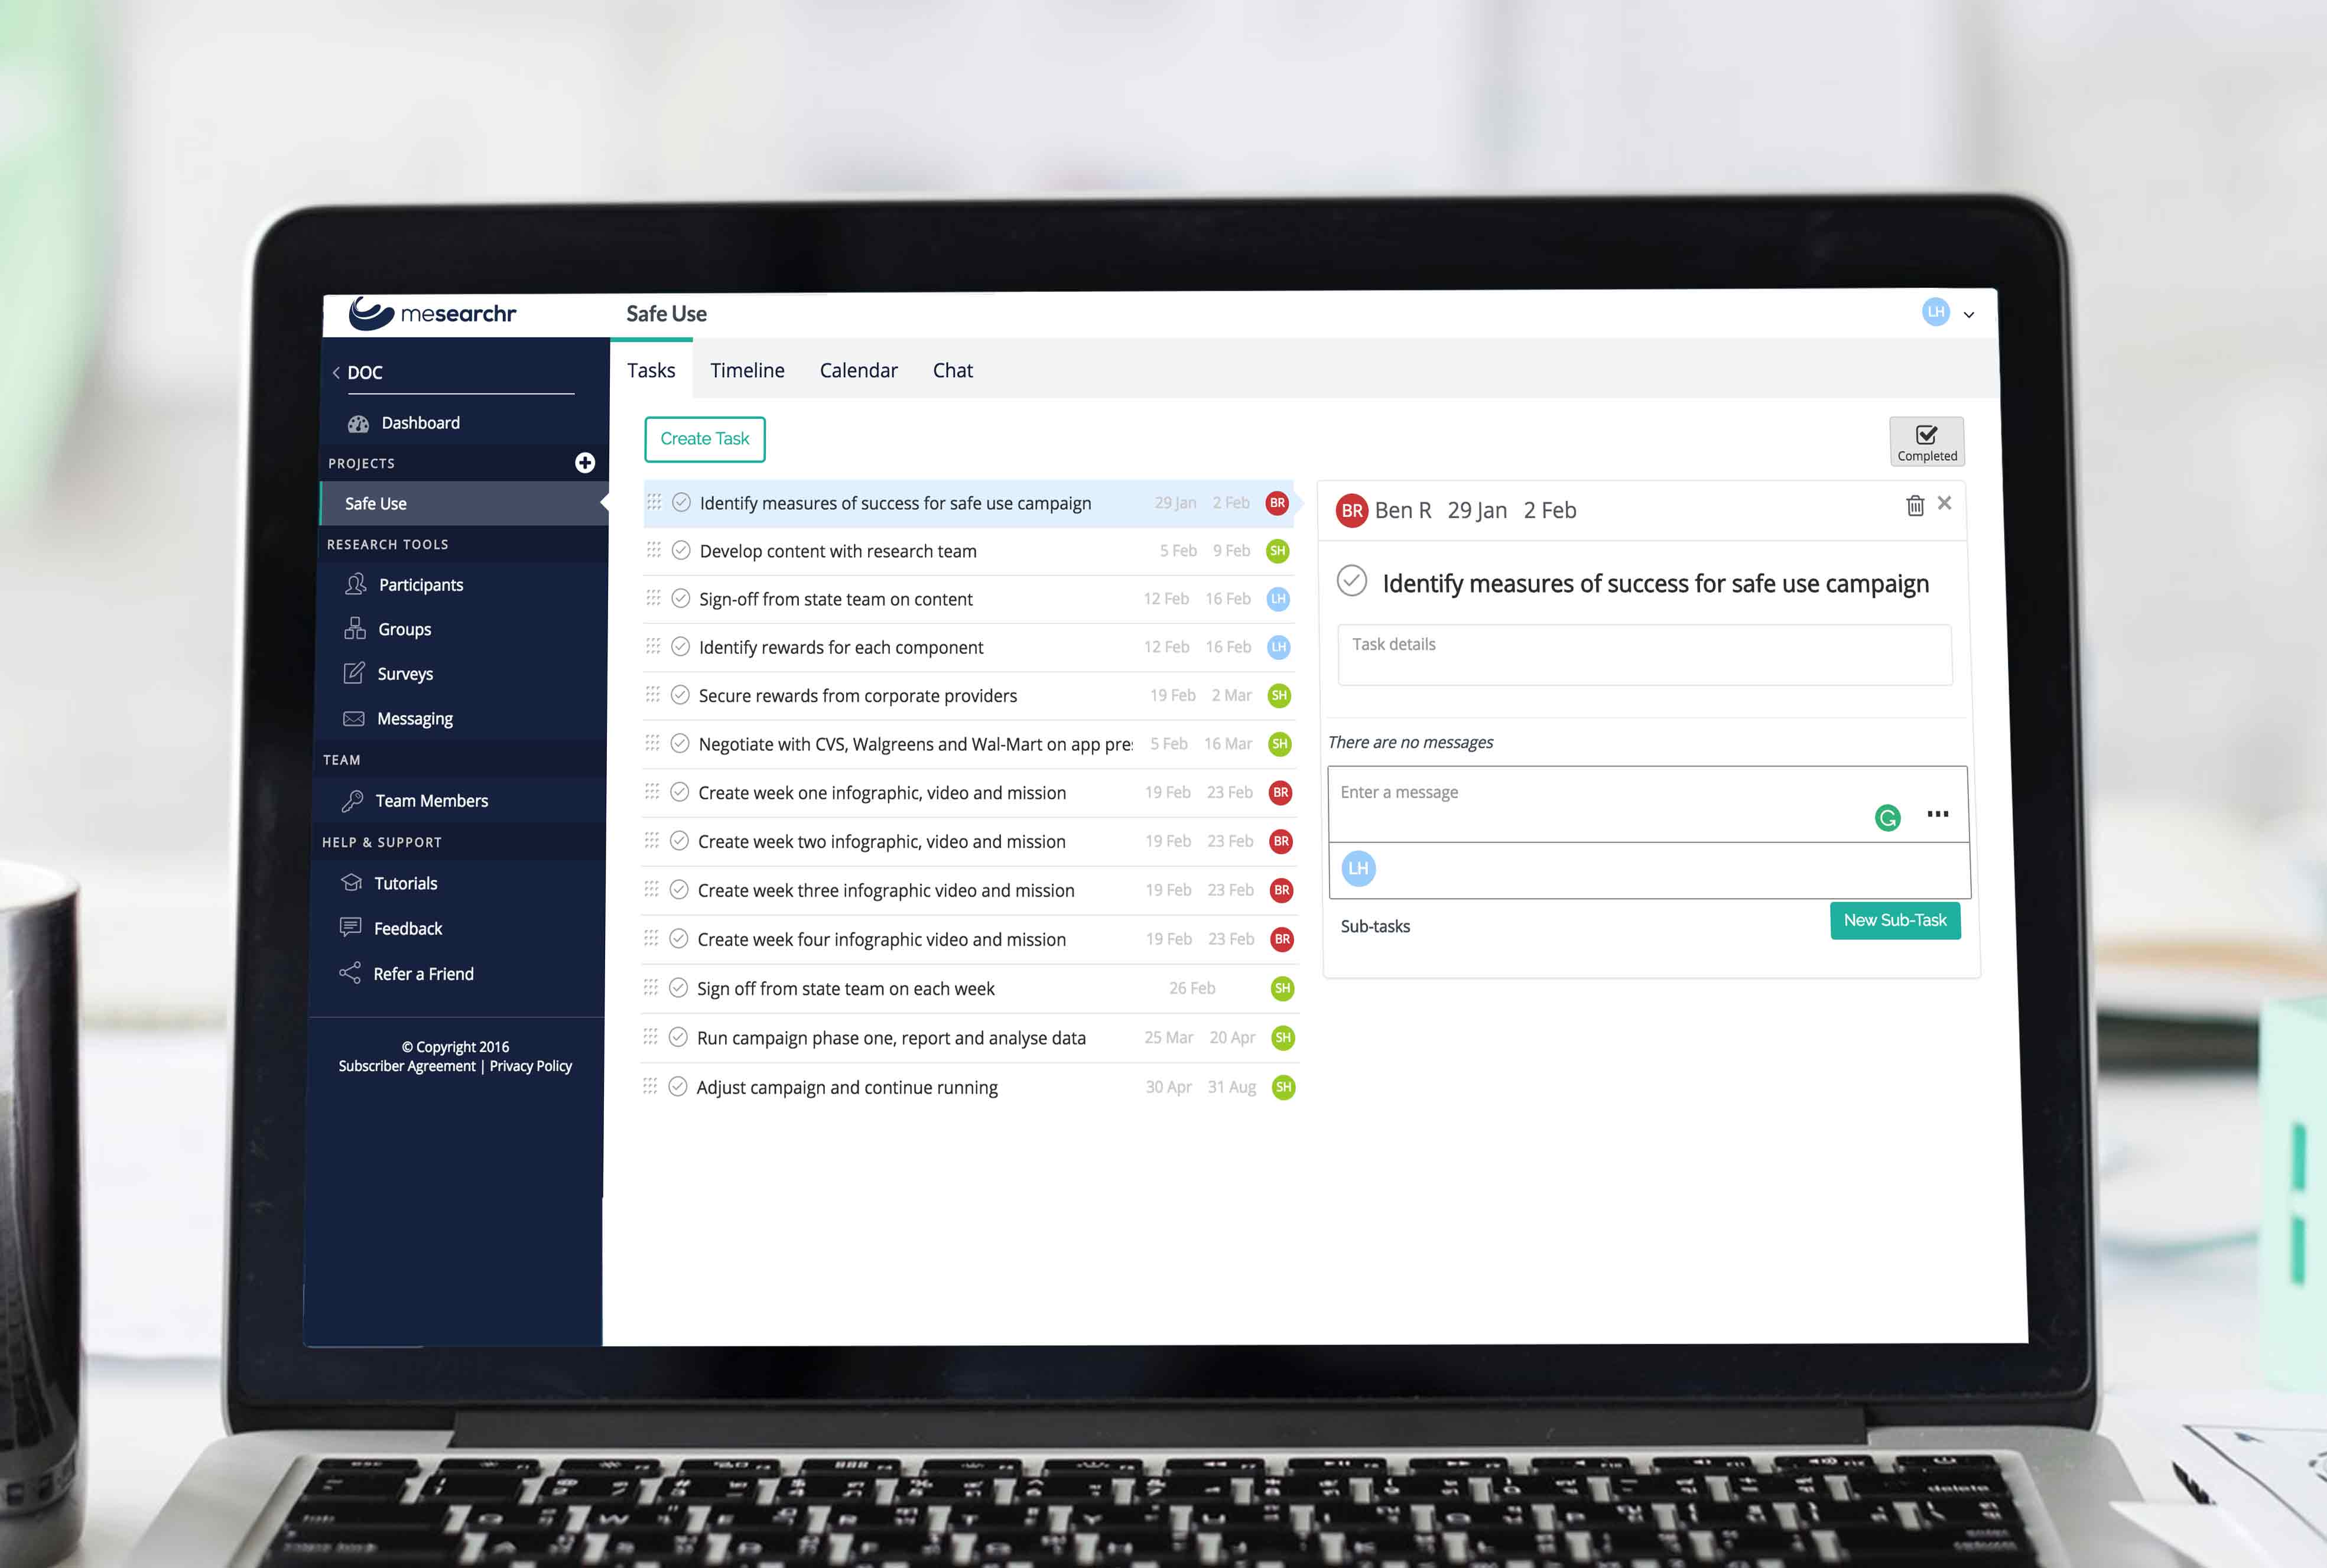 mesearchr
Safe Use
LH
DOC
Dashboard
PROJECTS
Safe Use
RESEARCH TOOLS
Participants
Groups
Surveys
Messaging
TEAM
Team Members
HELP & SUPPORT
Tutorials
Feedback
Refer a Friend
© Copyright 2016
Subscriber Agreement | Privacy Policy
Tasks Timeline Calendar Chat
Create Task
Completed
Identify measures of success for safe use campaign 29 Jan 2 Feb BR
Develop content with research team 5 Feb 9 Feb SH
Sign-off from state team on content 12 Feb 16 Feb LH
Identify rewards for each component 12 Feb 16 Feb LH
Secure rewards from corporate providers 19 Feb 2 Mar SH
Negotiate with CVS, Walgreens and Wal-Mart on app pre 5 Feb 16 Mar SH
Create week one infographic, video and mission 19 Feb 23 Feb BR
Create week two infographic, video and mission 19 Feb 23 Feb BR
Create week three infographic video and mission 19 Feb 23 Feb BR
Create week four infographic video and mission 19 Feb 23 Feb BR
Sign off from state team on each week 26 Feb SH
Run campaign phase one, report and analyse data 25 Mar 20 Apr SH
Adjust campaign and continue running 30 Apr 31 Aug SH
BR Ben R 29 Jan 2 Feb
Identify measures of success for safe use campaign
Task details
There are no messages
Enter a message
LH
Sub-tasks
New Sub-Task
delete